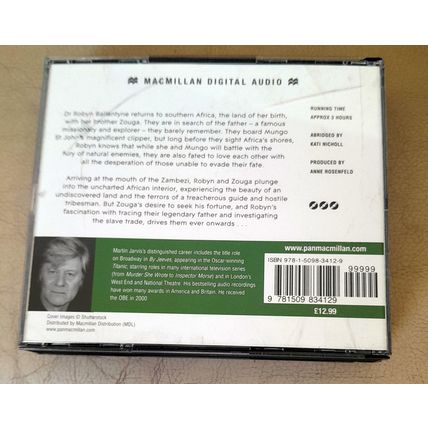 MACMILLAN DIGITAL AUDIO
Dr Robyn Ballantyne returns to southern Africa, the land of her birth,
with her brother Zouga. They are in search of the father – a famous
missionary and explorer – they barely remember. They board Mungo
St John's magnificent clipper, but long before they sight Africa's shores,
Robyn knows that while she and Mungo will battle with the
fury of natural enemies, they are also fated to love each other with
all the desperation of those unable to evade their fate.
Arriving at the mouth of the Zambezi, Robyn and Zouga plunge
into the uncharted African interior, experiencing the beauty of an
undiscovered land and the terrors of a treacherous guide and hostile
tribesman. But Zouga's desire to seek his fortune, and Robyn's
fascination with tracing their legendary father and investigating
the slave trade, drives them ever onwards . . .
RUNNING TIME
APPROX 3 HOURS
ABRIDGED BY
KATI NICHOLL
PRODUCED BY
ANNE ROSENFELD
Martin Jarvis's distinguished career includes the title role
on Broadway in By Jeeves, appearing in the Oscar-winning
Titanic, starring roles in many international television series
(from Murder She Wrote to Inspector Morse) and in London's
West End and National Theatre. His bestselling audio recordings
have won many awards in America and Britain. He received
the OBE in 2000
Cover images © Shutterstock
Distributed by Macmillan Distribution (MDL)
www.panmacmillan.com
www.panmacmillan.com
ISBN 978-1-5098-3412-9
99999
9 781509 834129
£12.99